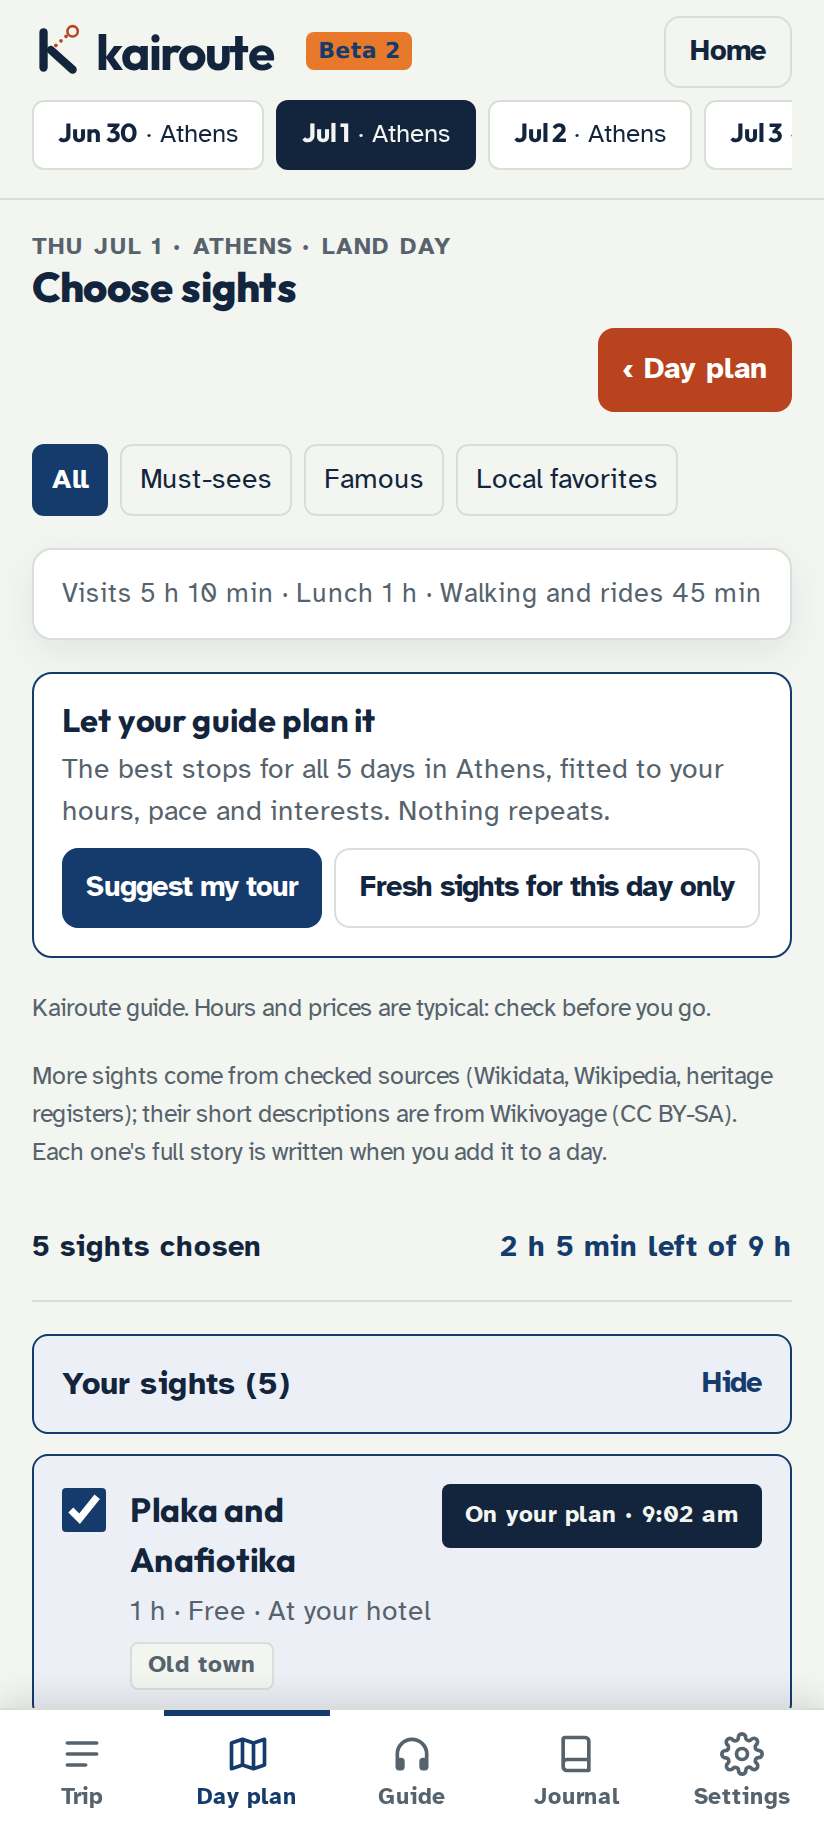 kairoute
Beta 2
Home
Jun 30 · Athens
Jul 1 · Athens
Jul 2 · Athens
Jul 3 ·
THU JUL 1 · ATHENS · LAND DAY
Choose sights
‹ Day plan
All
Must-sees
Famous
Local favorites
Visits 5 h 10 min · Lunch 1 h · Walking and rides 45 min
Let your guide plan it
The best stops for all 5 days in Athens, fitted to your
hours, pace and interests. Nothing repeats.
Suggest my tour
Fresh sights for this day only
Kairoute guide. Hours and prices are typical: check before you go.
More sights come from checked sources (Wikidata, Wikipedia, heritage
registers); their short descriptions are from Wikivoyage (CC BY-SA).
Each one's full story is written when you add it to a day.
5 sights chosen
2 h 5 min left of 9 h
Your sights (5)
Hide
Plaka and
Anafiotika
On your plan · 9:02 am
1 h · Free · At your hotel
Old town
Trip
Day plan
Guide
Journal
Settings